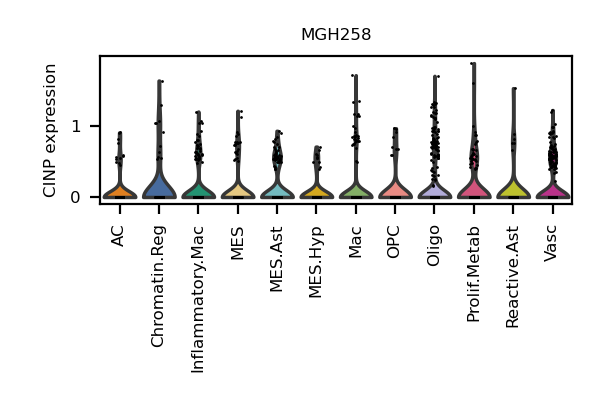 MGH258
CINP expression
1
0
AC
Chromatin.Reg
Inflammatory.Mac
MES
MES.Ast
MES.Hyp
Mac
OPC
Oligo
Prolif.Metab
Reactive.Ast
Vasc